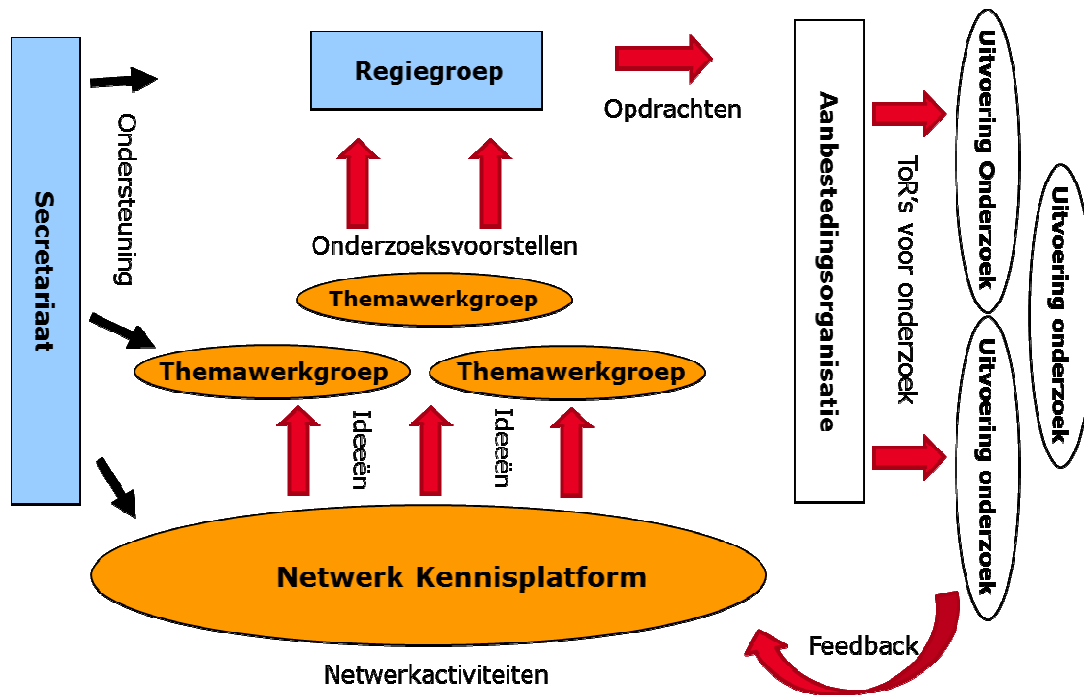 Secretariaat
Ondersteuning
Regiegroep
Opdrachten
Aanbestedingsorganisatie
ToR's voor onderzoek
Uitvoering Onderzoek
Uitvoering onderzoek
Uitvoering onderzoek
Onderzoeksvoorstellen
Themawerkgroep
Themawerkgroep
Themawerkgroep
Ideeën
Ideeën
Netwerk Kennisplatform
Feedback
Netwerkactiviteiten